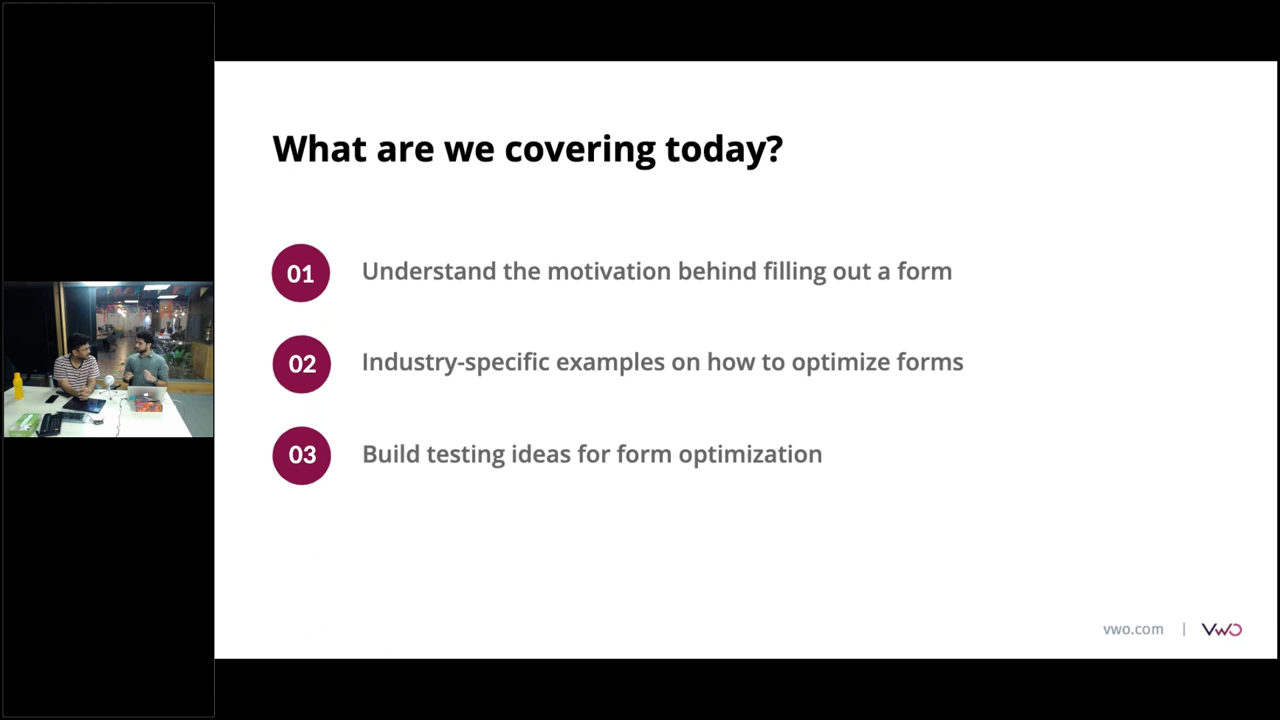 What are we covering today?
01 Understand the motivation behind filling out a form
02 Industry-specific examples on how to optimize forms
03 Build testing ideas for form optimization
vwo.com | VWO